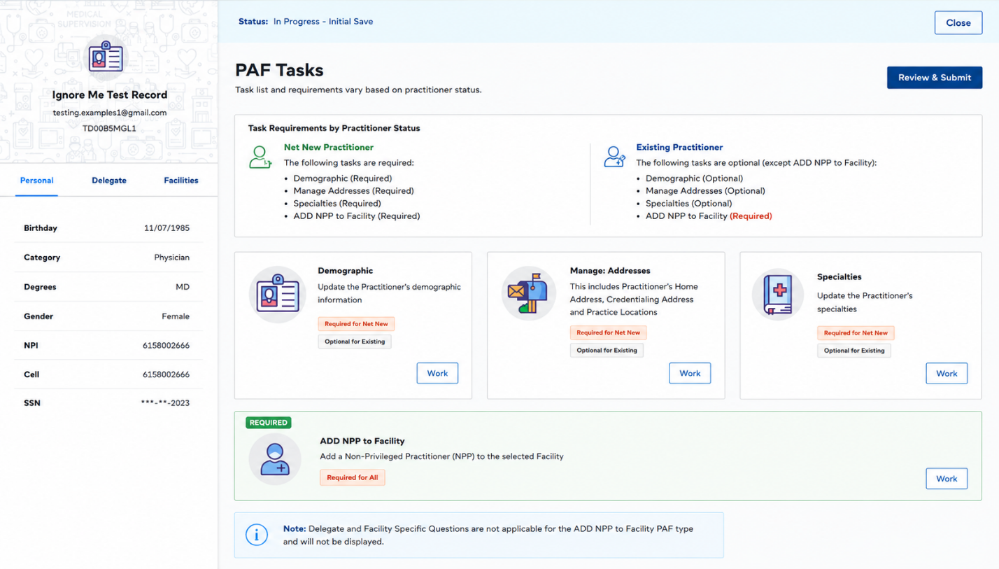 MEDICAL
SUPERVISION
Ignore Me Test Record
testing.examples1@gmail.com
TD00B5MGL1
Personal Delegate Facilities
Birthday 11/07/1985
Category Physician
Degrees MD
Gender Female
NPI 6158002666
Cell 6158002666
SSN ***-**-2023
Status: In Progress - Initial Save
Close
PAF Tasks
Task list and requirements vary based on practitioner status.
Review & Submit
Task Requirements by Practitioner Status
Net New Practitioner
The following tasks are required:
• Demographic (Required)
• Manage Addresses (Required)
• Specialties (Required)
• ADD NPP to Facility (Required)
Existing Practitioner
The following tasks are optional (except ADD NPP to Facility):
• Demographic (Optional)
• Manage Addresses (Optional)
• Specialties (Optional)
• ADD NPP to Facility (Required)
Demographic
Update the Practitioner's demographic
information
Required for Net New
Optional for Existing
Work
Manage: Addresses
This includes Practitioner's Home
Address, Credentialing Address
and Practice Locations
Required for Net New
Optional for Existing
Work
Specialties
Update the Practitioner's
specialties
Required for Net New
Optional for Existing
Work
REQUIRED
ADD NPP to Facility
Add a Non-Privileged Practitioner (NPP) to the selected Facility
Required for All
Work
Note: Delegate and Facility Specific Questions are not applicable for the ADD NPP to Facility PAF type
and will not be displayed.